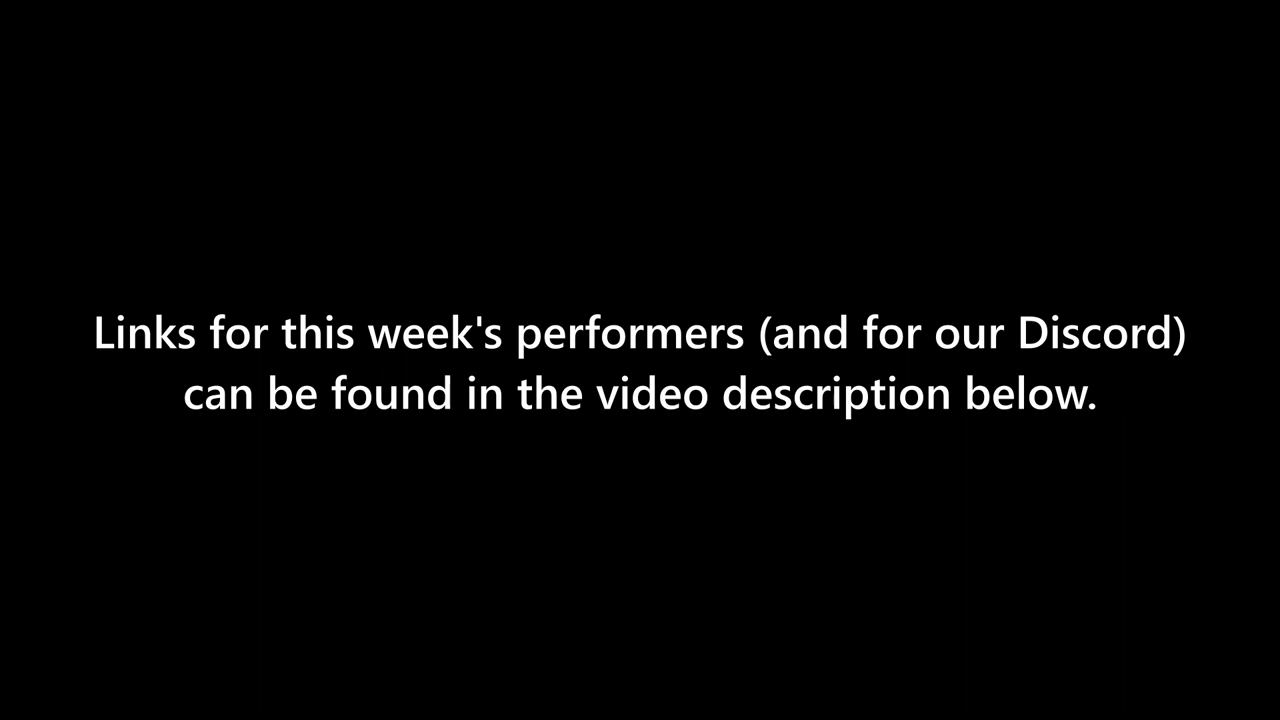 Links for this week's performers (and for our Discord)
can be found in the video description below.